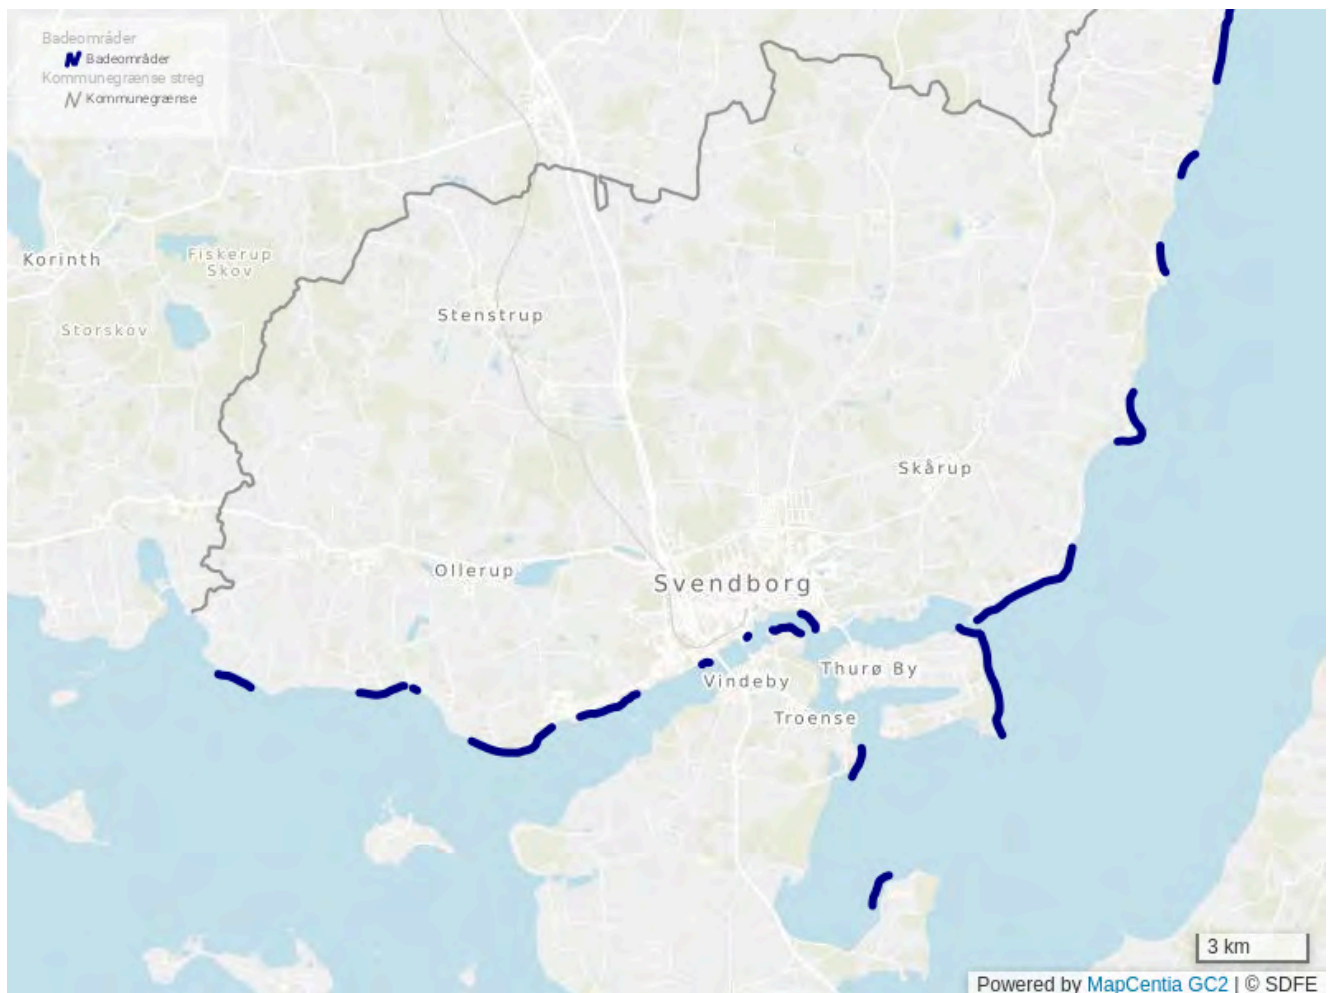 Badeområder
Badeområder
Kommunegrænse streg
Kommunegrænse
Korinth
Fiskerup
Skov
Storskov
Stenstrup
Skårup
Ollerup
Svendborg
Thurø By
Vindeby
Troense
3 km
Powered by MapCentia GC2 | © SDFE